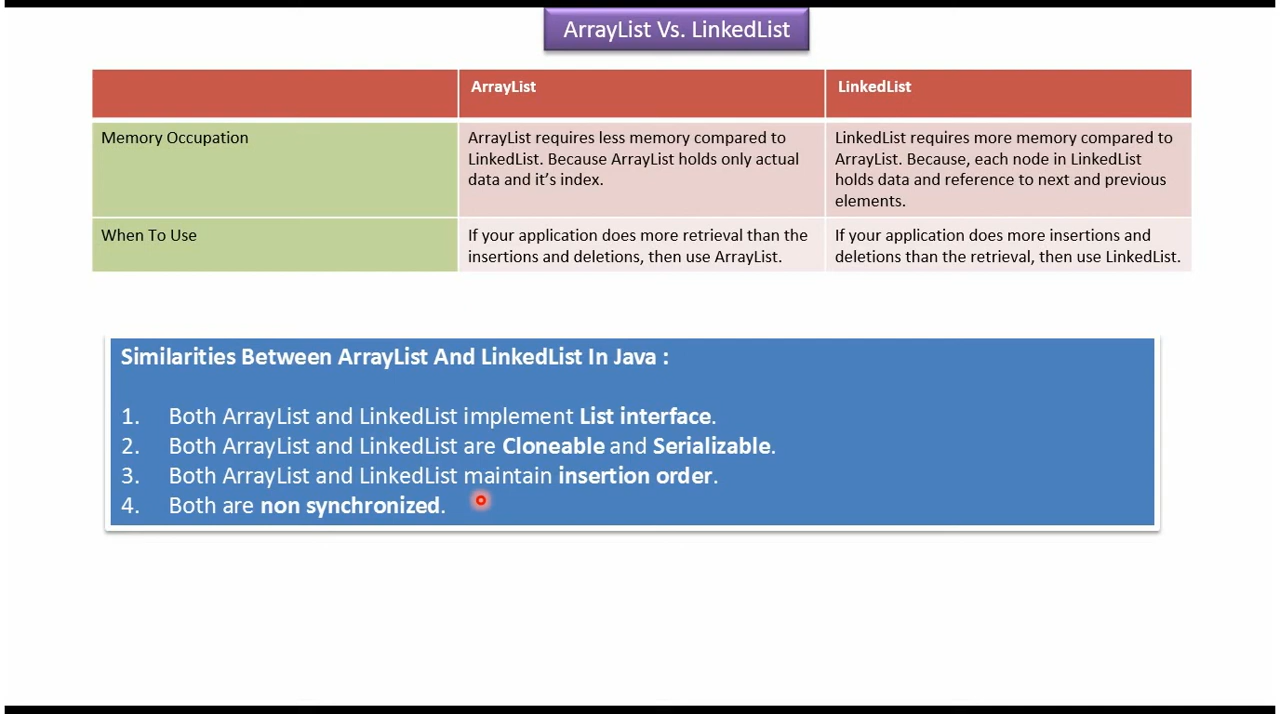 ArrayList Vs. LinkedList
ArrayList
LinkedList
Memory Occupation
ArrayList requires less memory compared to
LinkedList. Because ArrayList holds only actual
data and it's index.
LinkedList requires more memory compared to
ArrayList. Because, each node in LinkedList
holds data and reference to next and previous
elements.
When To Use
If your application does more retrieval than the
insertions and deletions, then use ArrayList.
If your application does more insertions and
deletions than the retrieval, then use LinkedList.
Similarities Between ArrayList And LinkedList In Java :
1. Both ArrayList and LinkedList implement List interface.
2. Both ArrayList and LinkedList are Cloneable and Serializable.
3. Both ArrayList and LinkedList maintain insertion order.
4. Both are non synchronized.